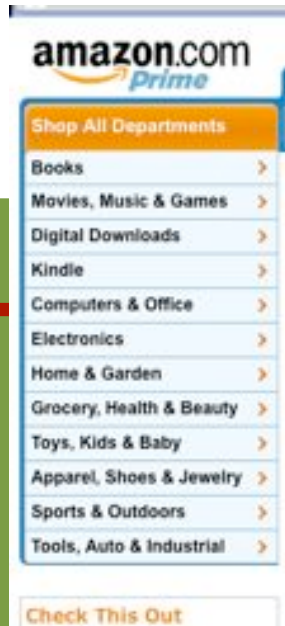 amazon.com
Prime
Shop All Departments
Books
Movies, Music & Games
Digital Downloads
Kindle
Computers & Office
Electronics
Home & Garden
Grocery, Health & Beauty
Toys, Kids & Baby
Apparel, Shoes & Jewelry
Sports & Outdoors
Tools, Auto & Industrial
Check This Out